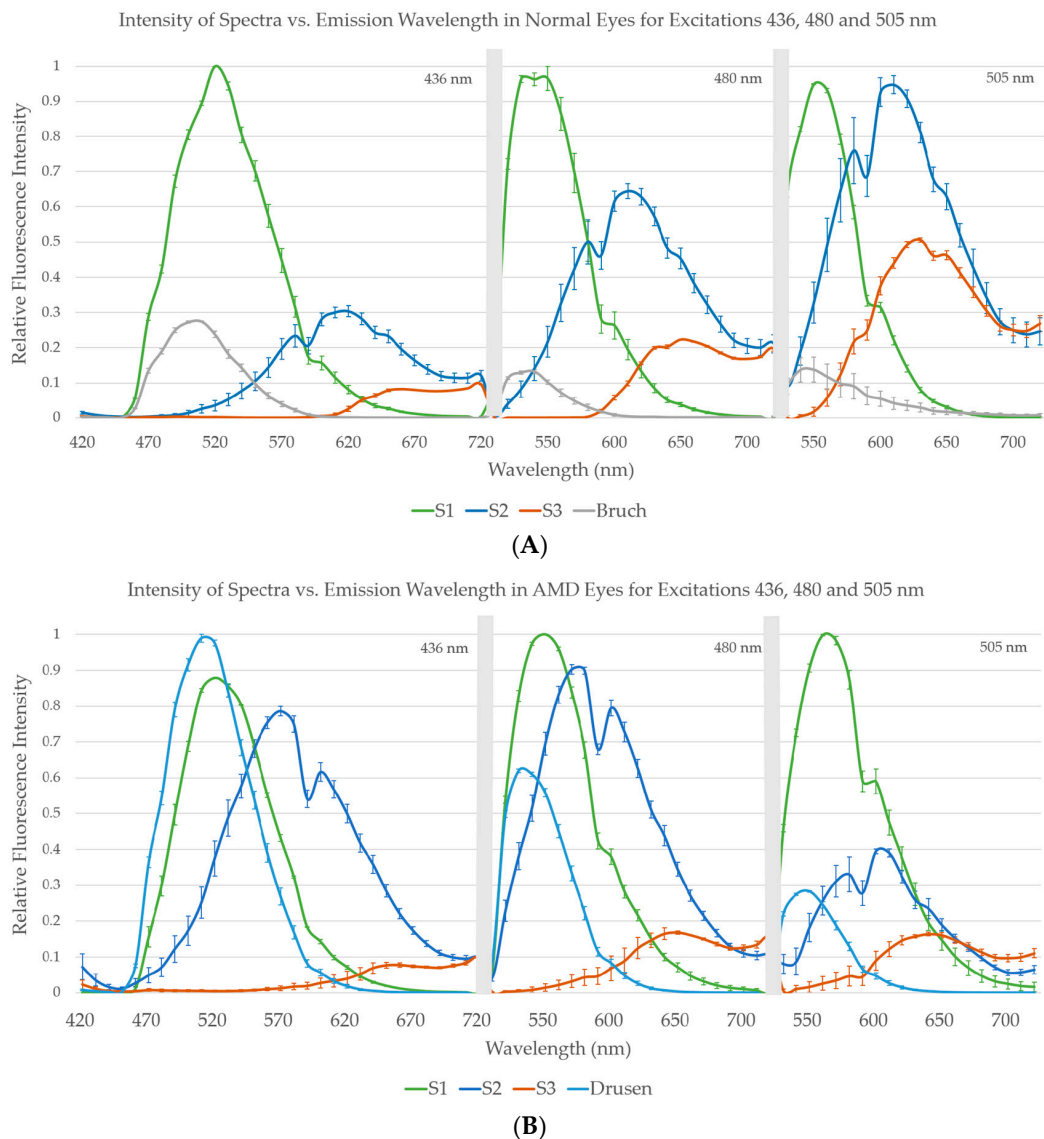 Intensity of Spectra vs. Emission Wavelength in Normal Eyes for Excitations 436, 480 and 505 nm
436 nm 480 nm 505 nm
Relative Fluorescence Intensity
1
0.9
0.8
0.7
0.6
0.5
0.4
0.3
0.2
0.1
0
420 470 520 570 620 670 720 550 600 650 700 550 600 650 700
Wavelength (nm)
S1 S2 S3 Bruch
(A)
Intensity of Spectra vs. Emission Wavelength in AMD Eyes for Excitations 436, 480 and 505 nm
436 nm 480 nm 505 nm
Relative Fluorescence Intensity
1
0.9
0.8
0.7
0.6
0.5
0.4
0.3
0.2
0.1
0
420 470 520 570 620 670 720 550 600 650 700 550 600 650 700
Wavelength (nm)
S1 S2 S3 Drusen
(B)